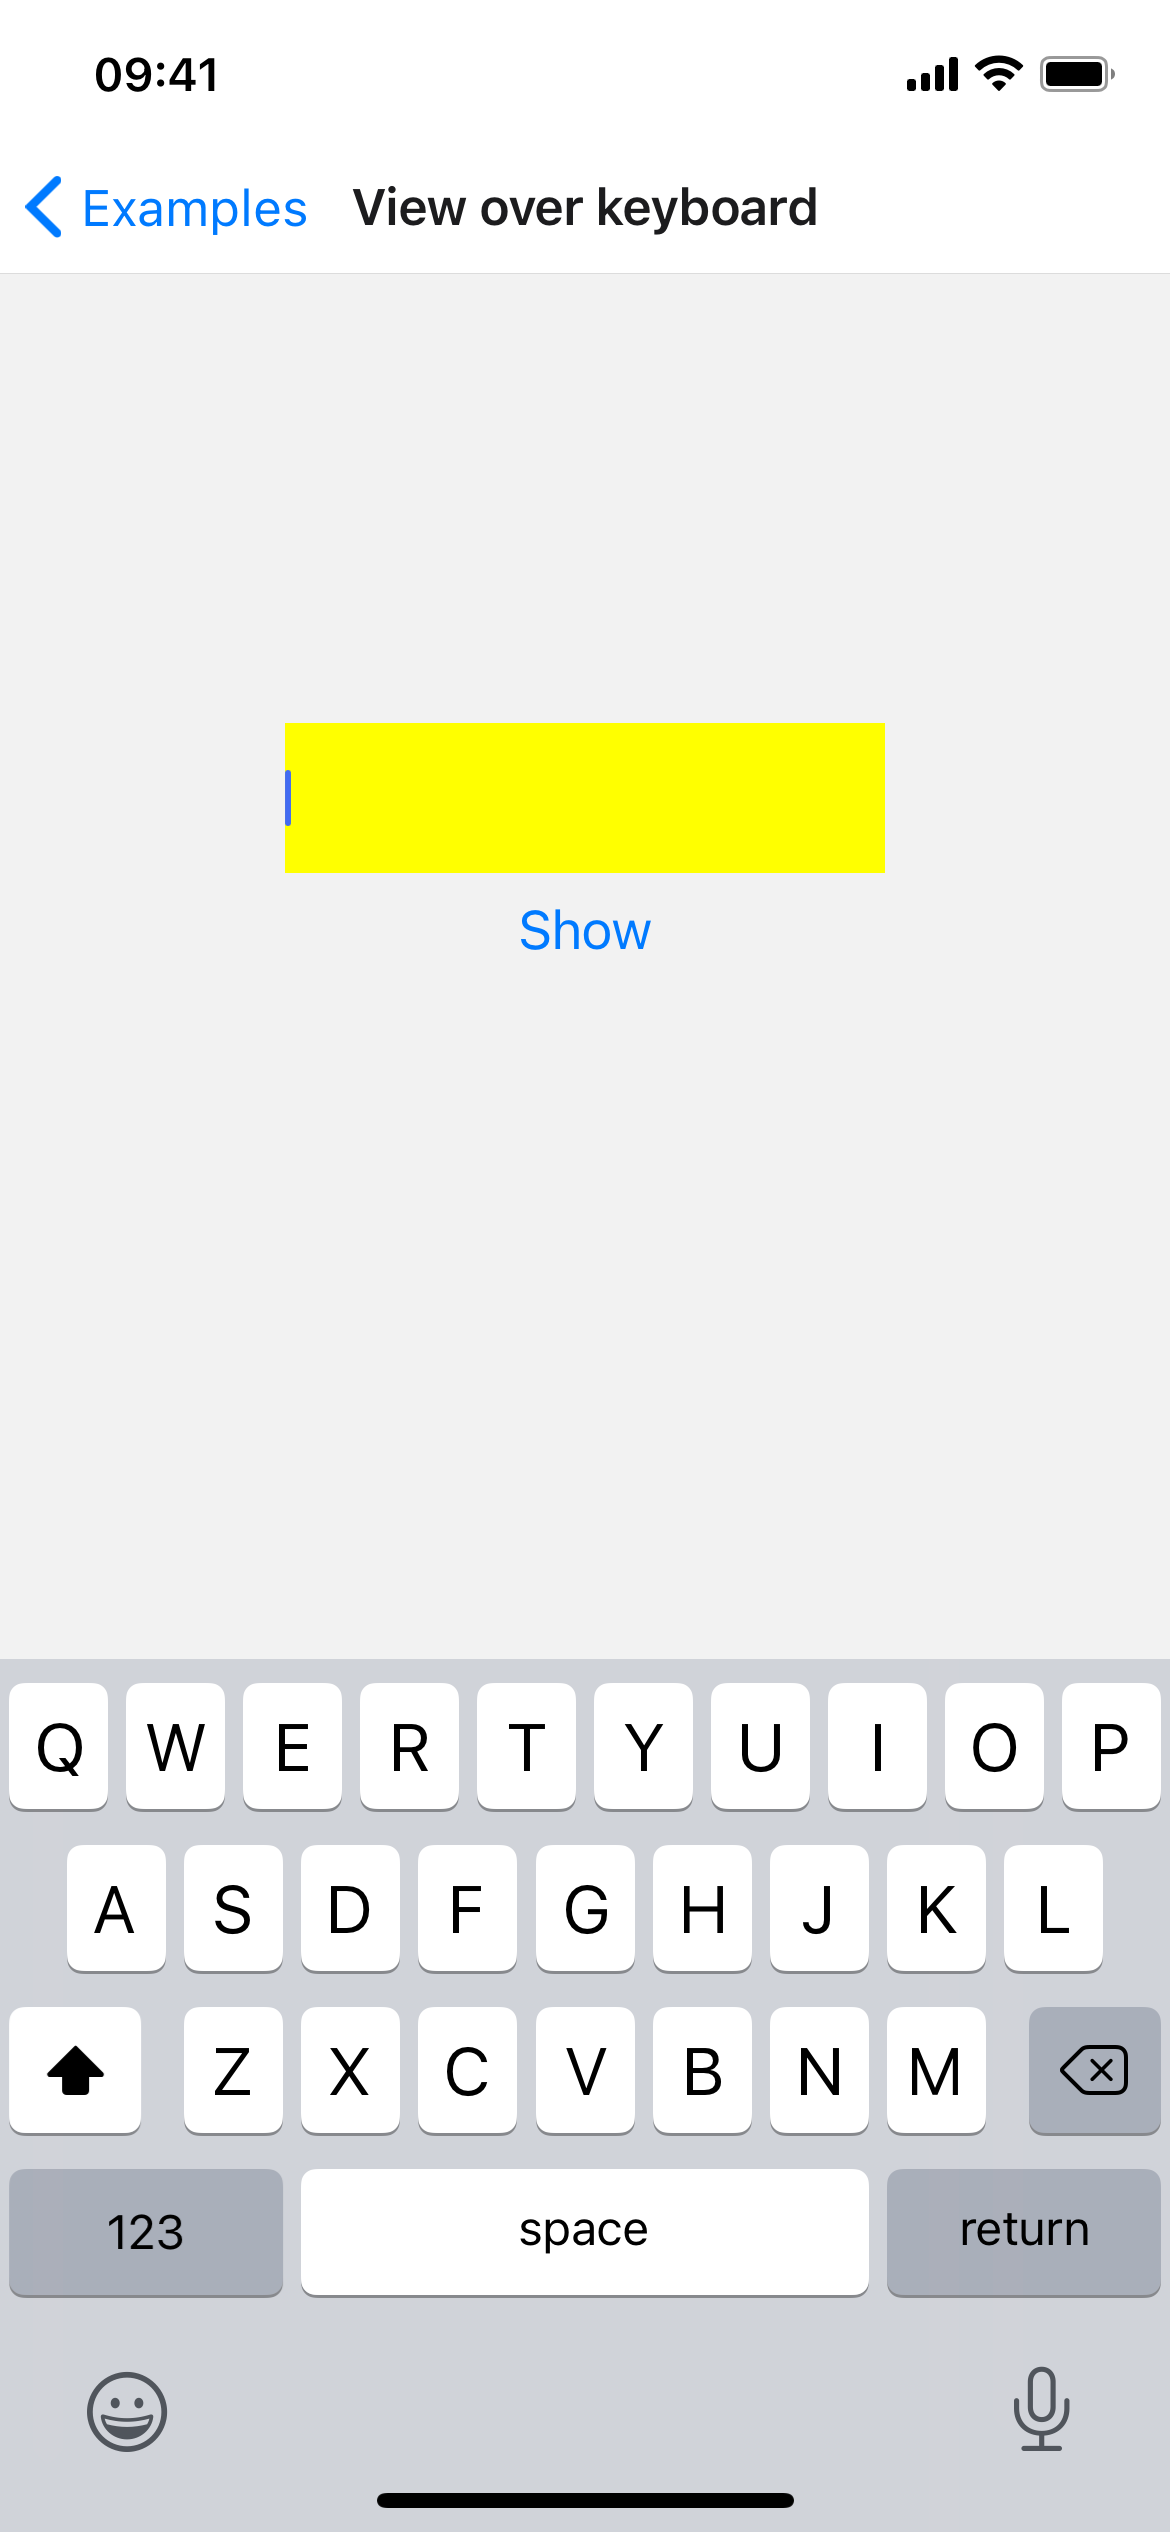 09:41
Examples View over keyboard
Show
Q W E R T Y U I O P
A S D F G H J K L
Z X C V B N M
123 space return